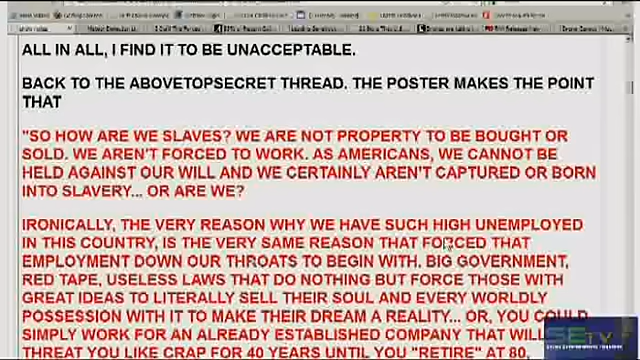 ALL IN ALL, I FIND IT TO BE UNACCEPTABLE.
BACK TO THE ABOVETOPSECRET THREAD. THE POSTER MAKES THE POINT
THAT
"SO HOW ARE WE SLAVES? WE ARE NOT PROPERTY TO BE BOUGHT OR
SOLD. WE AREN'T FORCED TO WORK. AS AMERICANS, WE CANNOT BE
HELD AGAINST OUR WILL AND WE CERTAINLY AREN'T CAPTURED OR BORN
INTO SLAVERY... OR ARE WE?
IRONICALLY, THE VERY REASON WHY WE HAVE SUCH HIGH UNEMPLOYED
IN THIS COUNTRY, IS THE VERY SAME REASON THAT FORCED THAT
EMPLOYMENT DOWN OUR THROATS TO BEGIN WITH. BIG GOVERNMENT,
RED TAPE, USELESS LAWS THAT DO NOTHING BUT FORCE THOSE WITH
GREAT IDEAS TO LITERALLY SELL THEIR SOUL AND EVERY WORLDLY
POSSESSION WITH IT TO MAKE THEIR DREAM A REALITY... OR, YOU COULD
SIMPLY WORK FOR AN ALREADY ESTABLISHED COMPANY THAT WILL
THREAT YOU LIKE CRAP FOR 40 YEARS UNTIL YOU "RETIRE" AT 80,
SETV